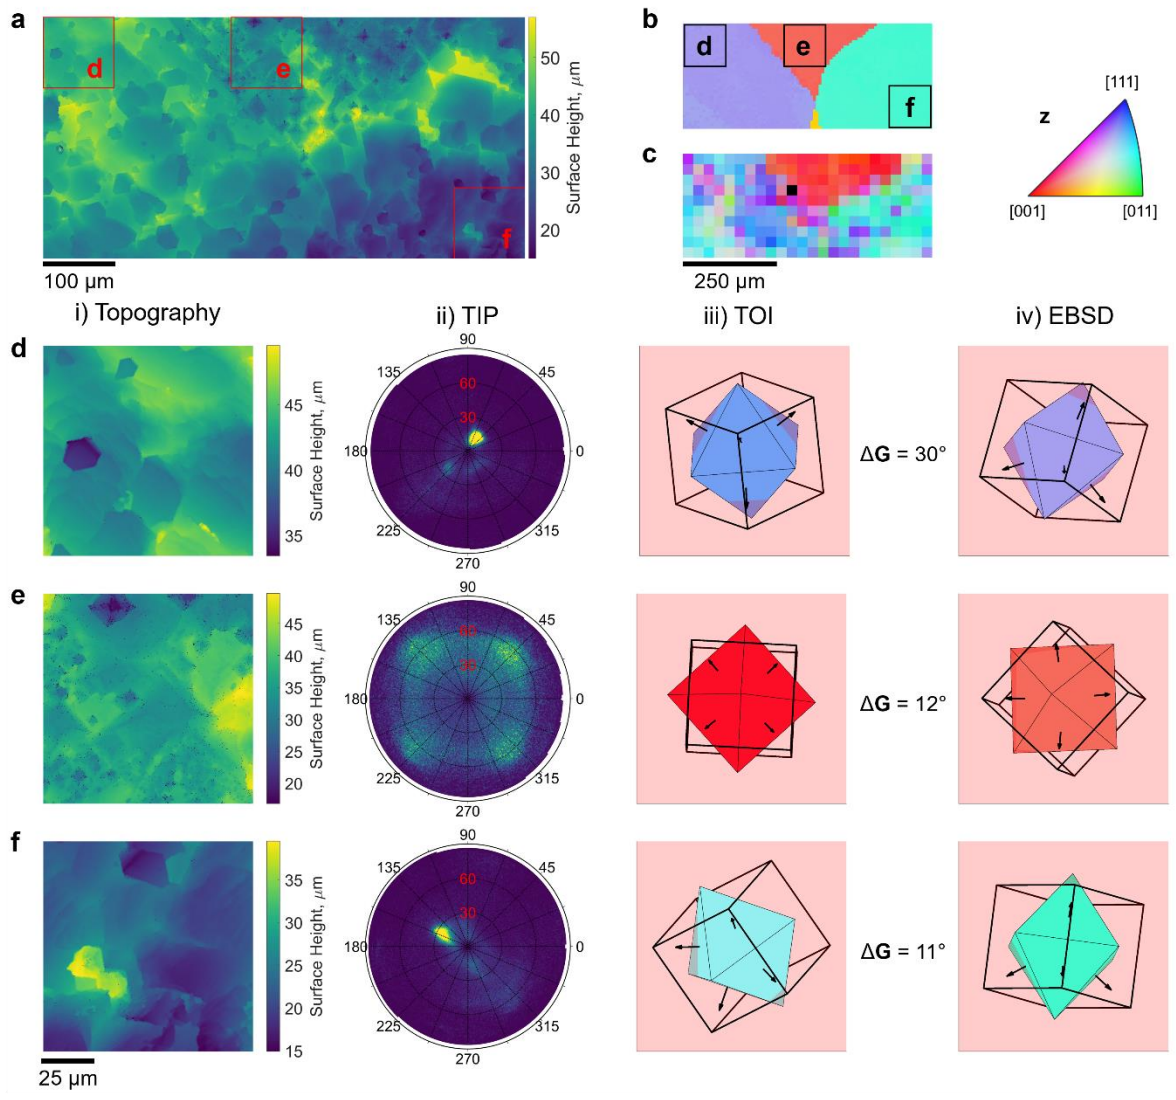 a
d
e
f
50
40
30
20
Surface Height, μm
100 μm
b
d
e
f
c
250 μm
z
[111]
[001]
[011]
i) Topography
ii) TIP
iii) TOI
iv) EBSD
d
45
40
35
Surface Height, μm
90
135
45
60
30
180
0
225
315
270
ΔG = 30°
e
45
40
35
30
25
20
Surface Height, μm
90
135
45
60
30
180
0
225
315
270
ΔG = 12°
f
35
30
25
20
15
Surface Height, μm
90
135
45
60
30
180
0
225
315
270
ΔG = 11°
25 μm